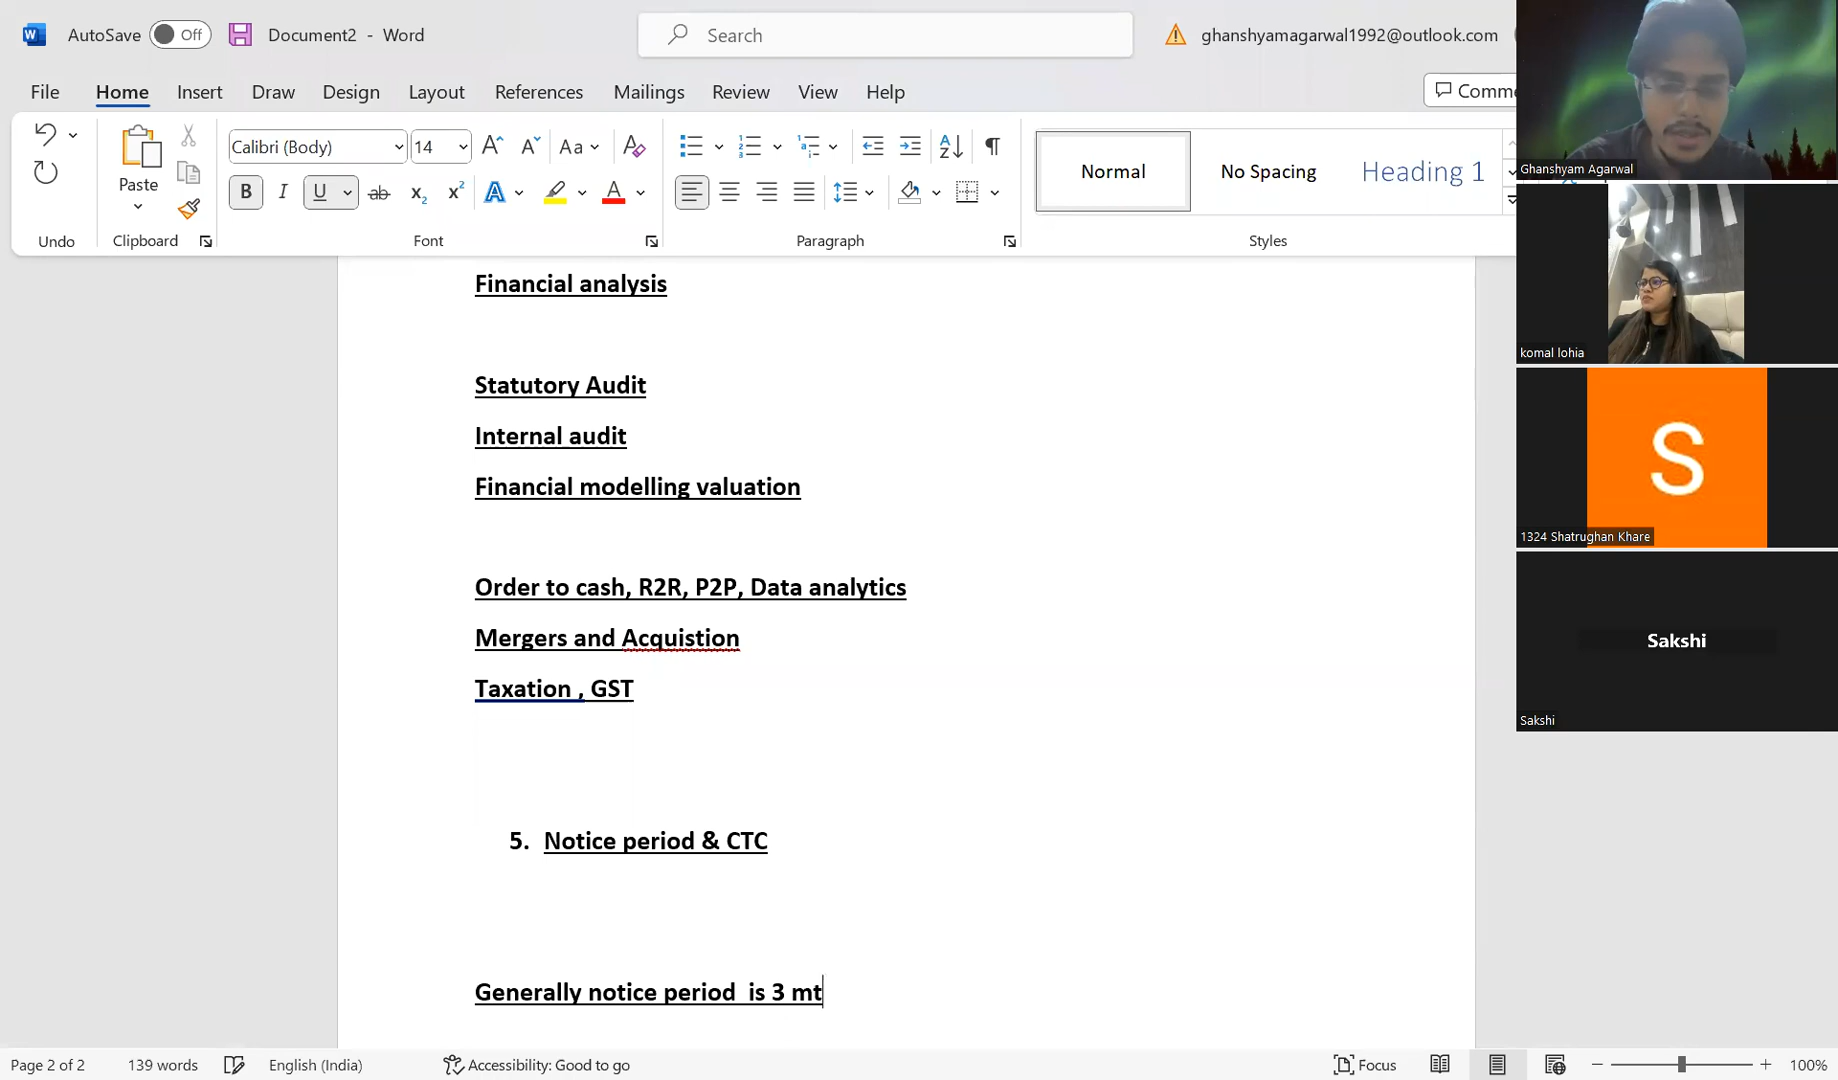 AutoSave Off Document2 - Word Search ghanshyamagarwal1992@outlook.com
File Home Insert Draw Design Layout References Mailings Review View Help Comme
Calibri (Body) 14 Aa
Paste
B I U ab x2 x2 A A
Normal No Spacing Heading 1
Undo Clipboard Font Paragraph Styles
Financial analysis
Statutory Audit
Internal audit
Financial modelling valuation
Order to cash, R2R, P2P, Data analytics
Mergers and Acquistion
Taxation , GST
5. Notice period & CTC
Generally notice period  is 3 mt
Ghanshyam Agarwal
komal lohia
S
1324 Shatrughan Khare
Sakshi
Sakshi
Page 2 of 2 139 words English (India) Accessibility: Good to go Focus 100%